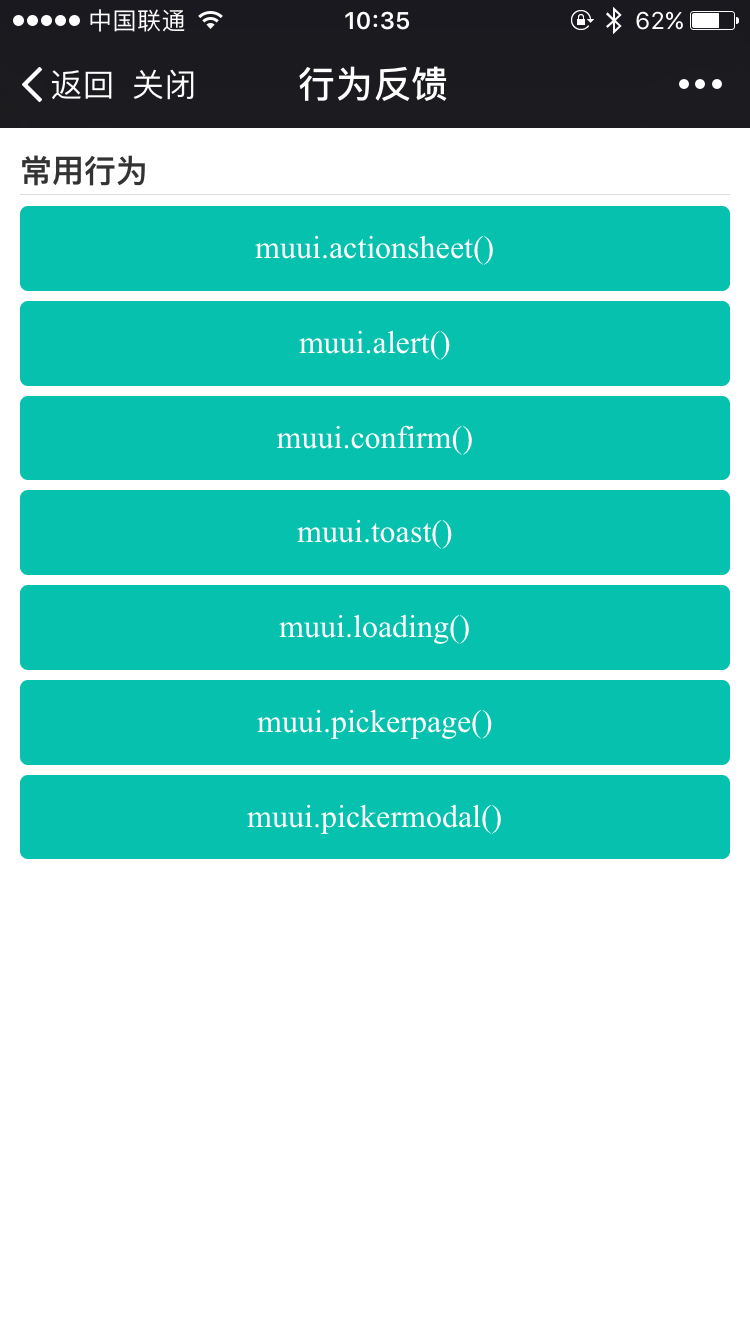 中国联通 10:35 62%
返回 关闭 行为反馈
常用行为
muui.actionsheet()
muui.alert()
muui.confirm()
muui.toast()
muui.loading()
muui.pickerpage()
muui.pickermodal()